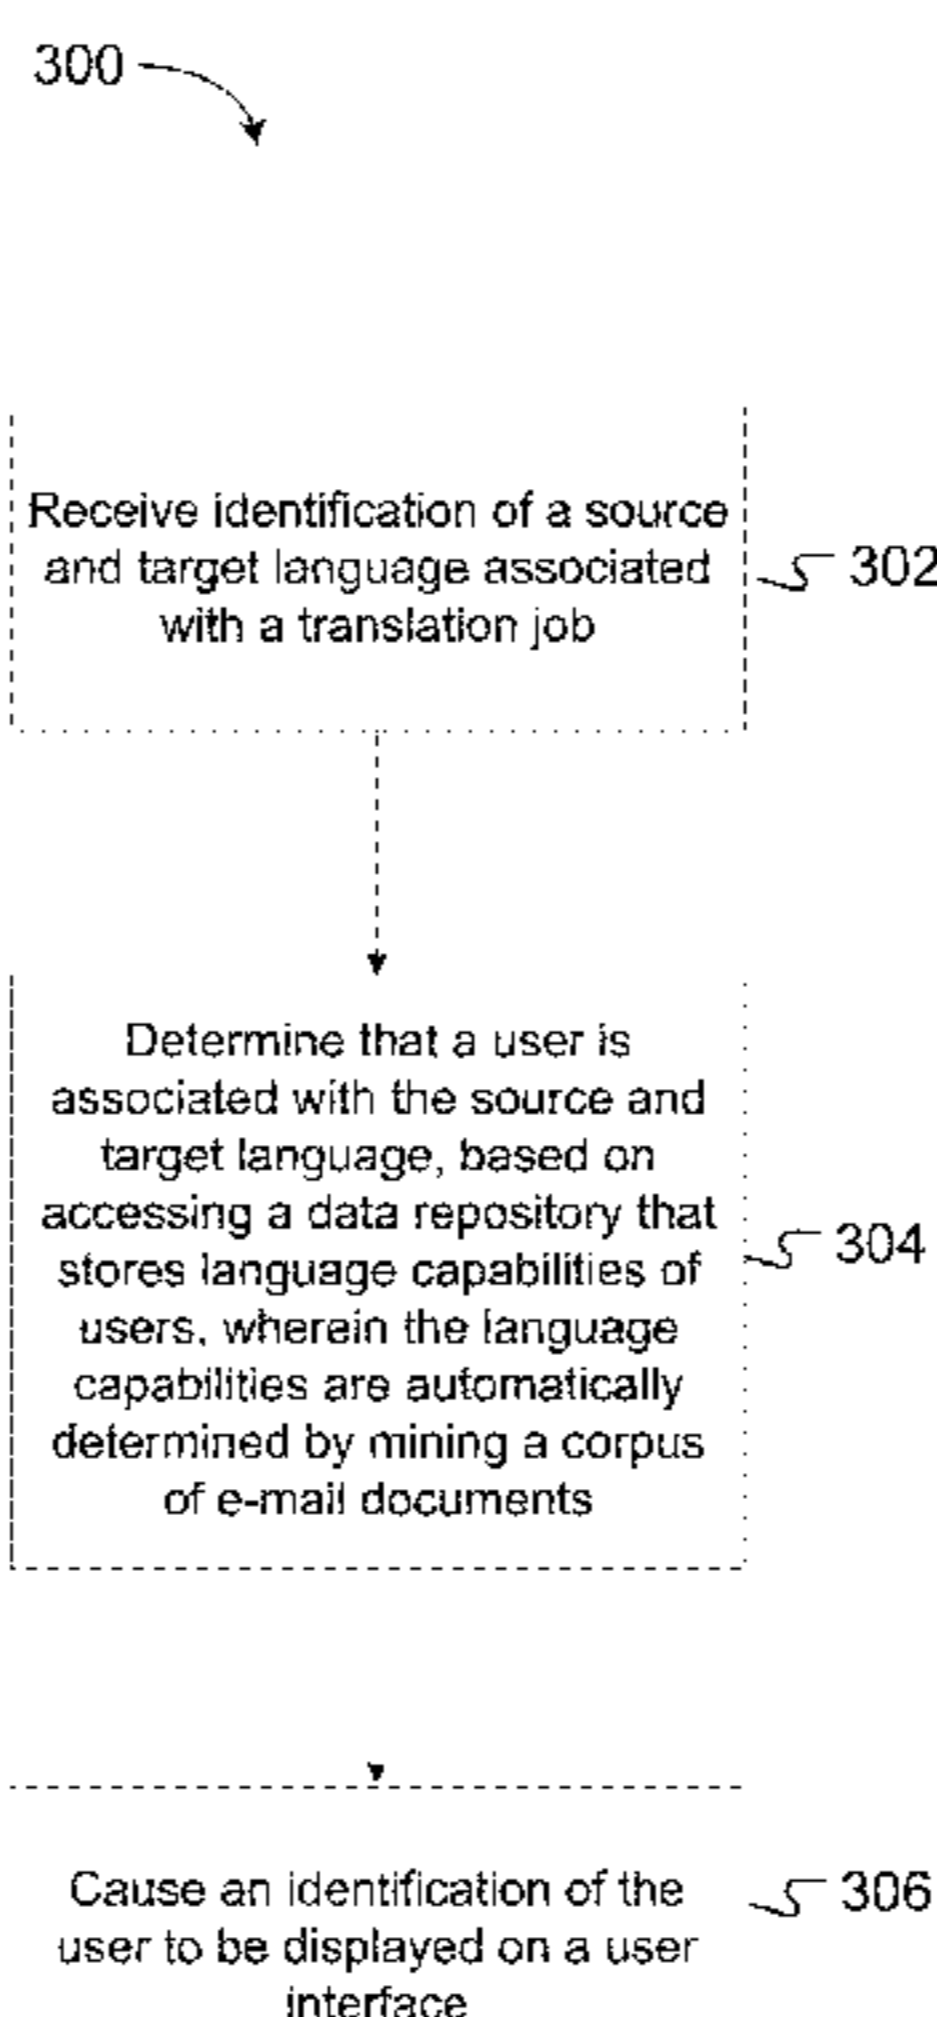 300
Receive identification of a source
and target language associated
with a translation job
302
Determine that a user is
associated with the source and
target language, based on
accessing a data repository that
stores language capabilities of
users, wherein the language
capabilities are automatically
determined by mining a corpus
of e-mail documents
304
Cause an identification of the
user to be displayed on a user
interface
306